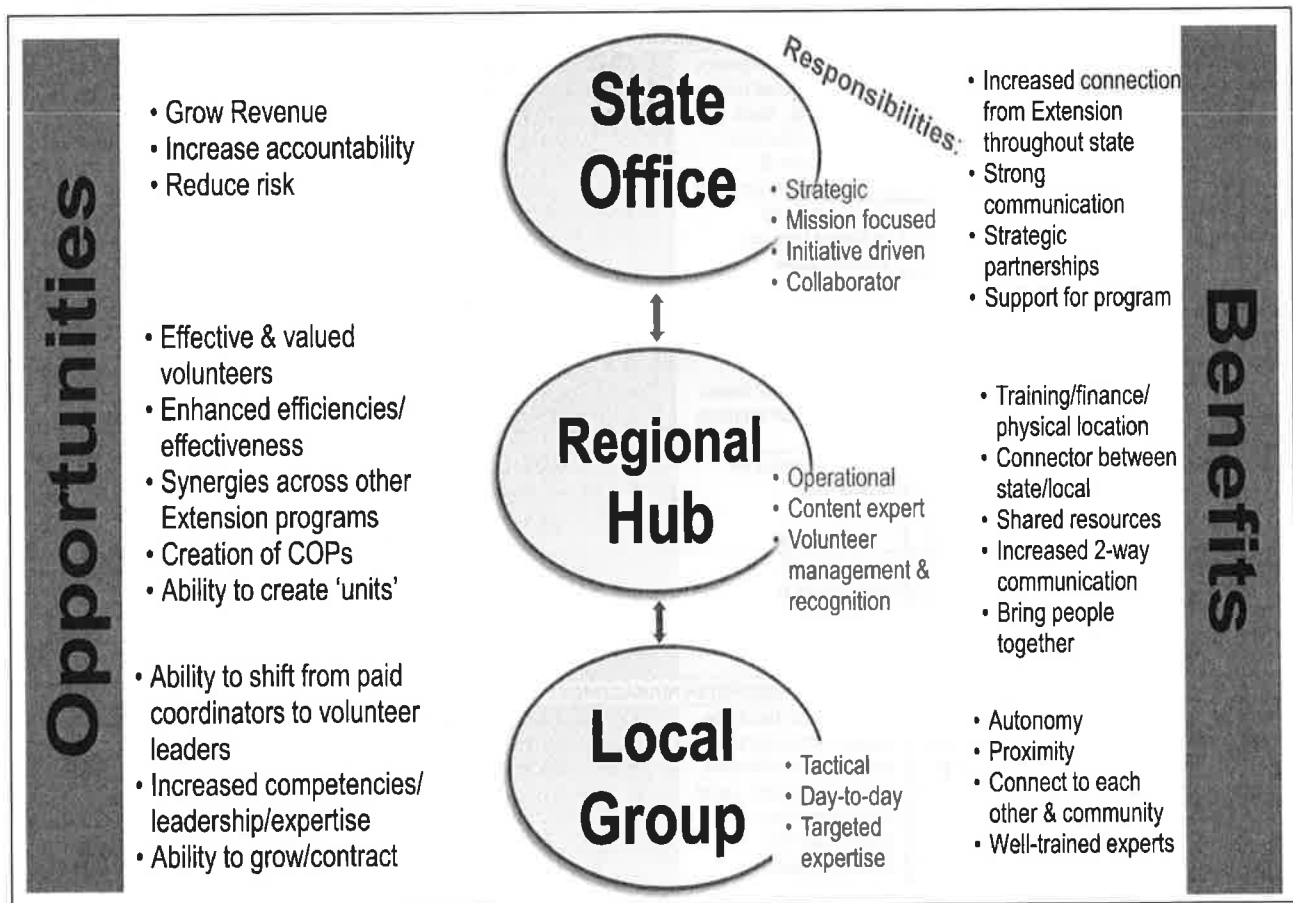 Opportunities
• Grow Revenue
• Increase accountability
• Reduce risk
State
Office
Responsibilities:
• Strategic
• Mission focused
• Initiative driven
• Collaborator
• Increased connection
from Extension
throughout state
• Strong
communication
• Strategic
partnerships
• Support for program
• Effective & valued
volunteers
• Enhanced efficiencies/
effectiveness
• Synergies across other
Extension programs
• Creation of COPs
• Ability to create ‘units’
Regional
Hub
• Operational
• Content expert
• Volunteer
management &
recognition
• Training/finance/
physical location
• Connector between
state/local
• Shared resources
• Increased 2-way
communication
• Bring people
together
• Ability to shift from paid
coordinators to volunteer
leaders
• Increased competencies/
leadership/expertise
• Ability to grow/contract
Local
Group
• Tactical
• Day-to-day
• Targeted
expertise
• Autonomy
• Proximity
• Connect to each
other & community
• Well-trained experts
Benefits